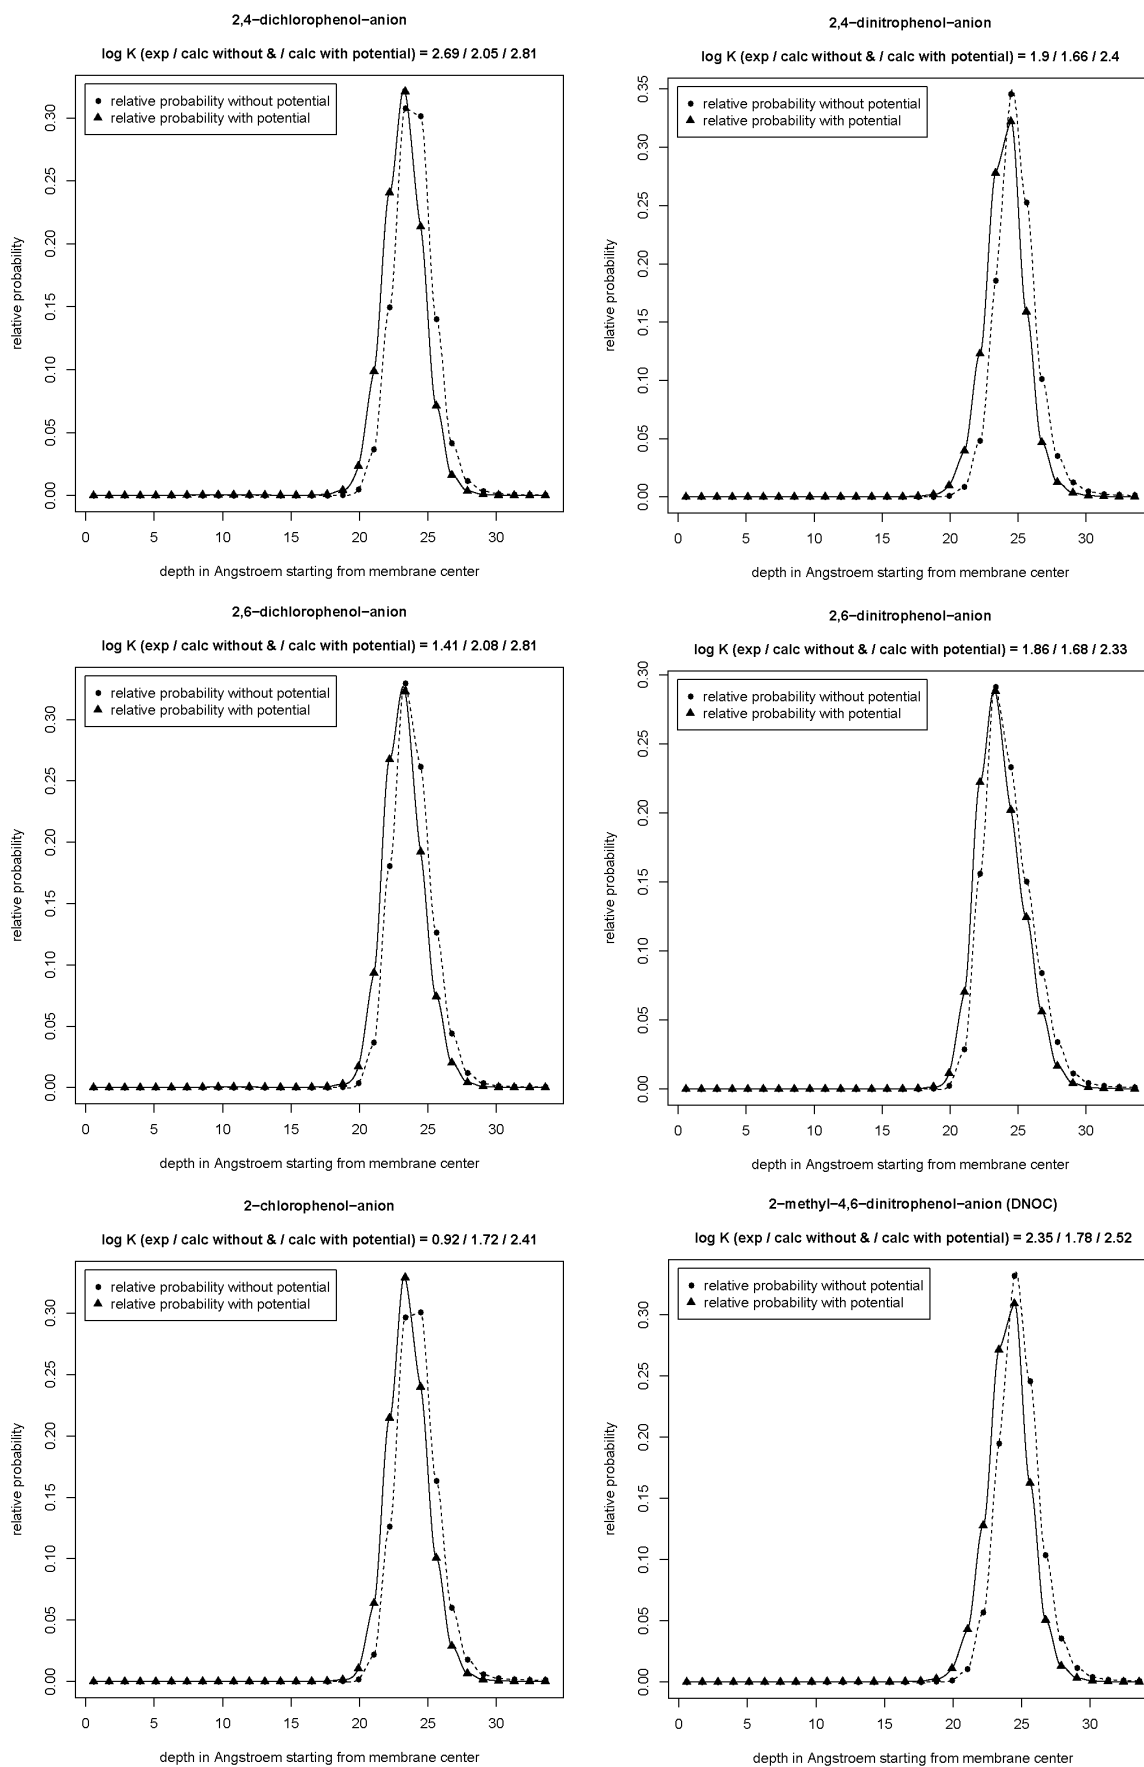 2,4−dichlorophenol−anion
log K (exp / calc without & / calc with potential) = 2.69 / 2.05 / 2.81
relative probability without potential
relative probability with potential
relative probability
0.00 0.05 0.10 0.15 0.20 0.25 0.30
0 5 10 15 20 25 30
depth in Angstroem starting from membrane center
2,4−dinitrophenol−anion
log K (exp / calc without & / calc with potential) = 1.9 / 1.66 / 2.4
relative probability without potential
relative probability with potential
relative probability
0.00 0.05 0.10 0.15 0.20 0.25 0.30 0.35
0 5 10 15 20 25 30
depth in Angstroem starting from membrane center
2,6−dichlorophenol−anion
log K (exp / calc without & / calc with potential) = 1.41 / 2.08 / 2.81
relative probability without potential
relative probability with potential
relative probability
0.00 0.05 0.10 0.15 0.20 0.25 0.30
0 5 10 15 20 25 30
depth in Angstroem starting from membrane center
2,6−dinitrophenol−anion
log K (exp / calc without & / calc with potential) = 1.86 / 1.68 / 2.33
relative probability without potential
relative probability with potential
relative probability
0.00 0.05 0.10 0.15 0.20 0.25 0.30
0 5 10 15 20 25 30
depth in Angstroem starting from membrane center
2−chlorophenol−anion
log K (exp / calc without & / calc with potential) = 0.92 / 1.72 / 2.41
relative probability without potential
relative probability with potential
relative probability
0.00 0.05 0.10 0.15 0.20 0.25 0.30
0 5 10 15 20 25 30
depth in Angstroem starting from membrane center
2−methyl−4,6−dinitrophenol−anion (DNOC)
log K (exp / calc without & / calc with potential) = 2.35 / 1.78 / 2.52
relative probability without potential
relative probability with potential
relative probability
0.00 0.05 0.10 0.15 0.20 0.25 0.30
0 5 10 15 20 25 30
depth in Angstroem starting from membrane center